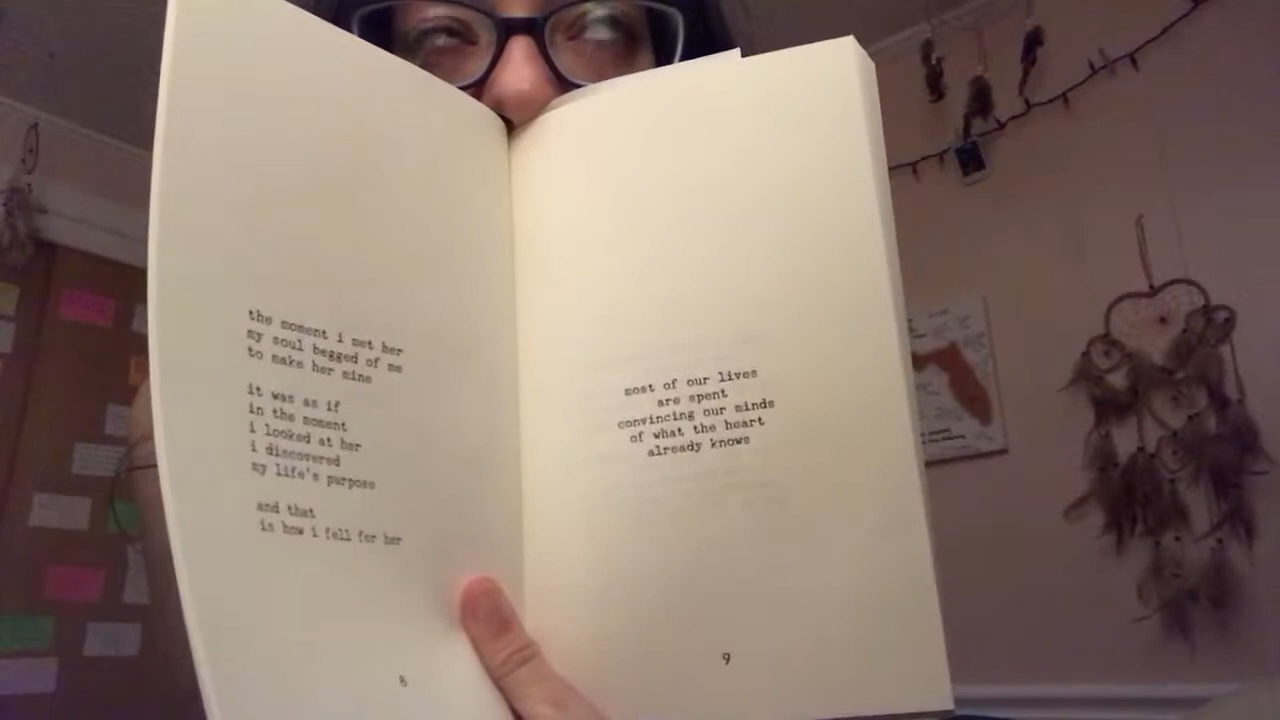 the moment i met her
my soul begged of me
to make her mine
it was as if
in the moment
i looked at her
i discovered
my life's purpose
and that
is how i fell for her
8
most of our lives
are spent
convincing our minds
of what the heart
already knows
9